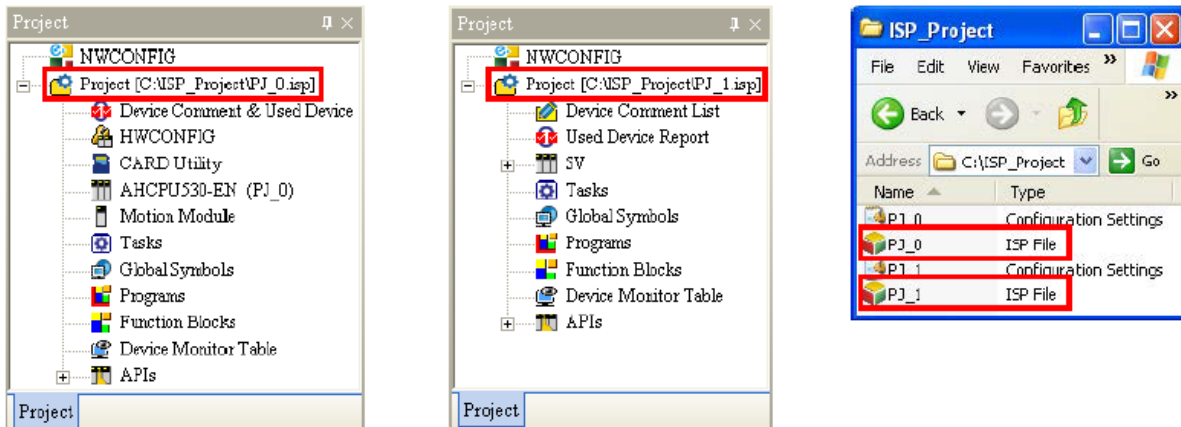 Project
NWCONFIG
Project [C:\ISP_Project\PJ_0.isp]
Device Comment & Used Device
HWCONFIG
CARD Utility
AHCPU530-EN (PJ_0)
Motion Module
Tasks
Global Symbols
Programs
Function Blocks
Device Monitor Table
APIs
Project
Project
NWCONFIG
Project [C:\ISP_Project\PJ_1.isp]
Device Comment List
Used Device Report
SV
Tasks
Global Symbols
Programs
Function Blocks
Device Monitor Table
APIs
Project
ISP_Project
File Edit View Favorites »
Back »
Address C:\ISP_Project Go
Name Type
PJ_0 Configuration Settings
PJ_0 ISP File
PJ_1 Configuration Settings
PJ_1 ISP File